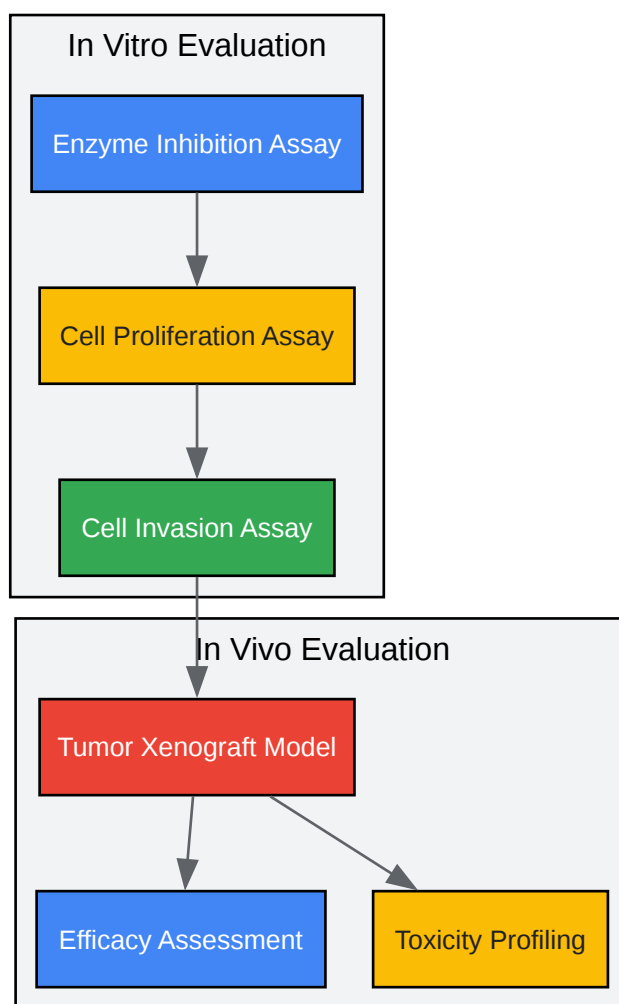 In Vitro Evaluation
Enzyme Inhibition Assay
Cell Proliferation Assay
Cell Invasion Assay
In Vivo Evaluation
Tumor Xenograft Model
Efficacy Assessment
Toxicity Profiling